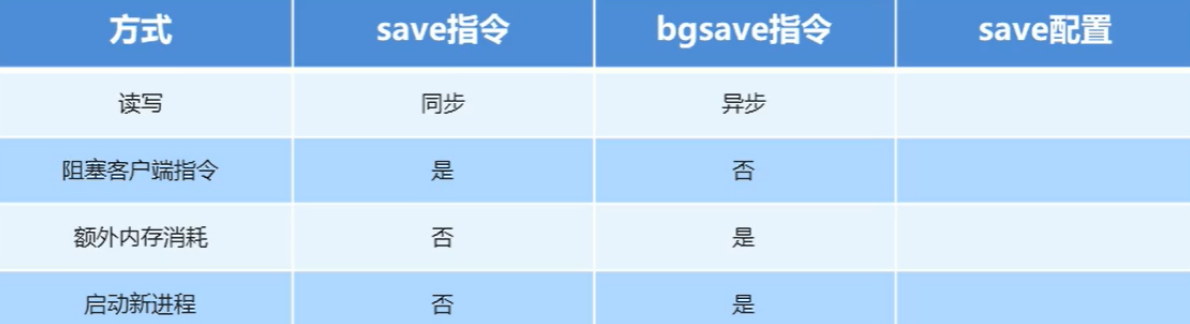 方式 save指令 bgsave指令 save配置
读写 同步 异步
阻塞客户端指令 是 否
额外内存消耗 否 是
启动新进程 否 是